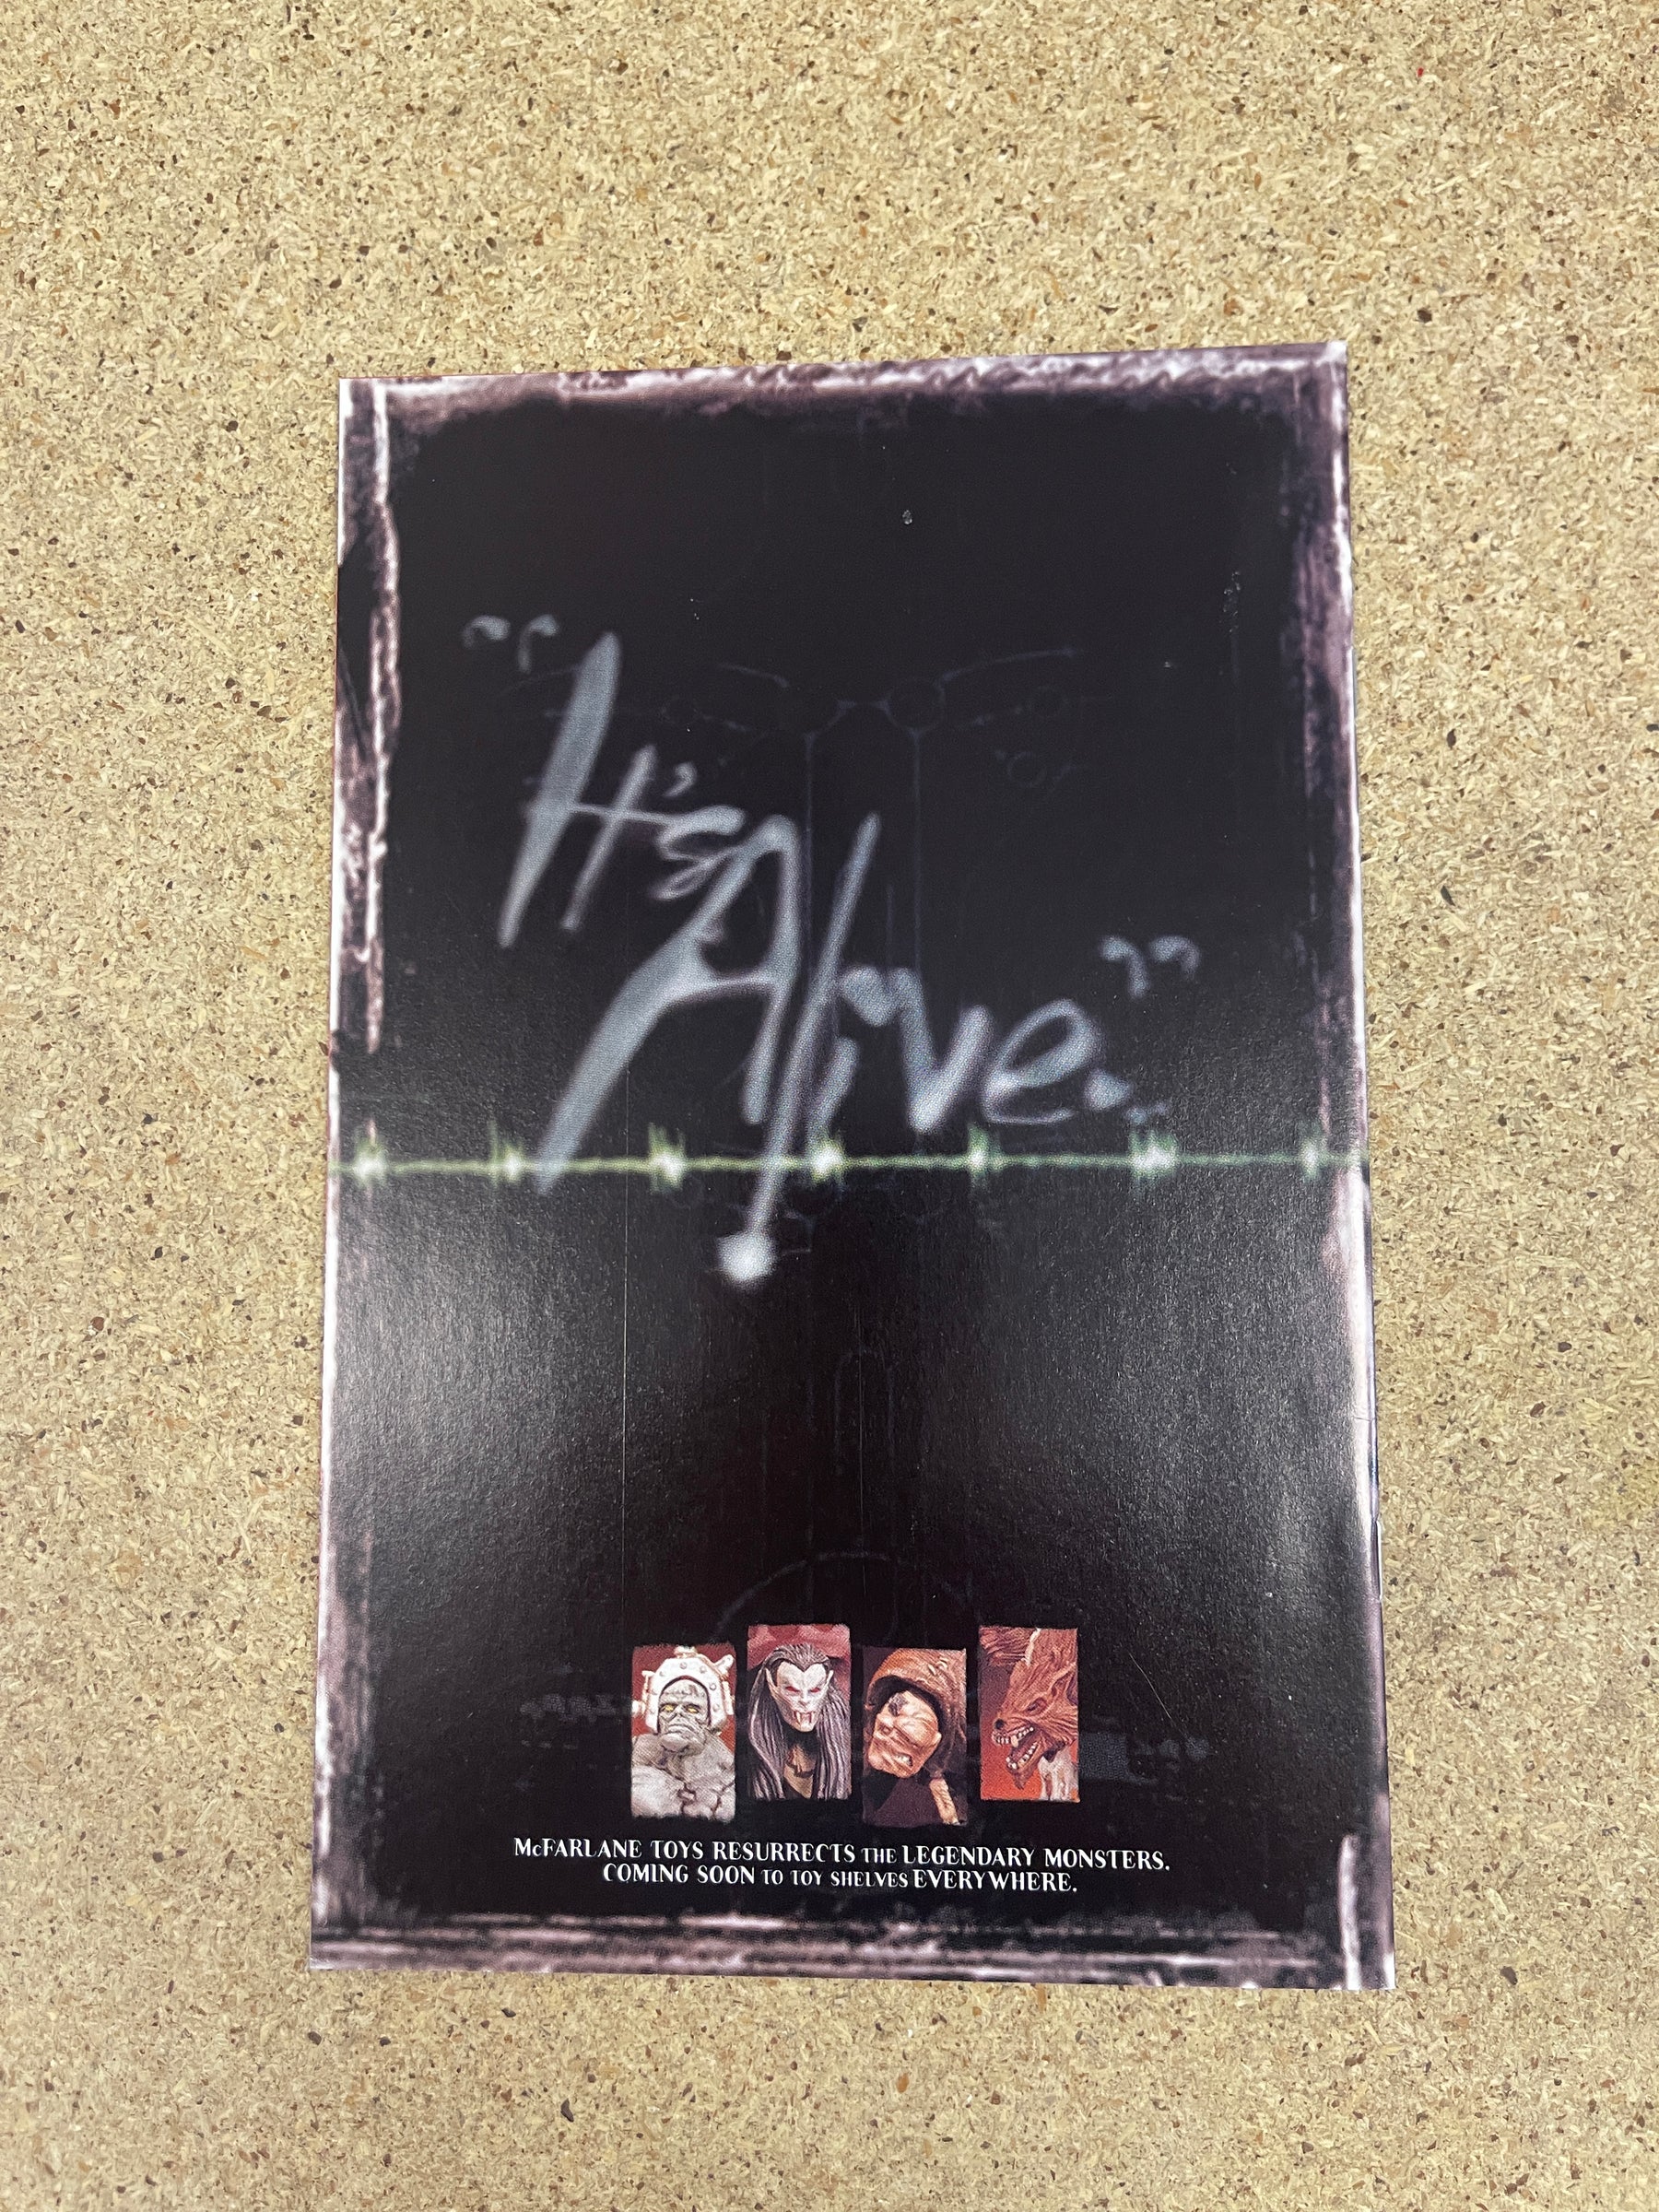 "It's
Alive."
McFARLANE TOYS RESURRECTS THE LEGENDARY MONSTERS.
COMING SOON TO TOY SHELVES EVERYWHERE.